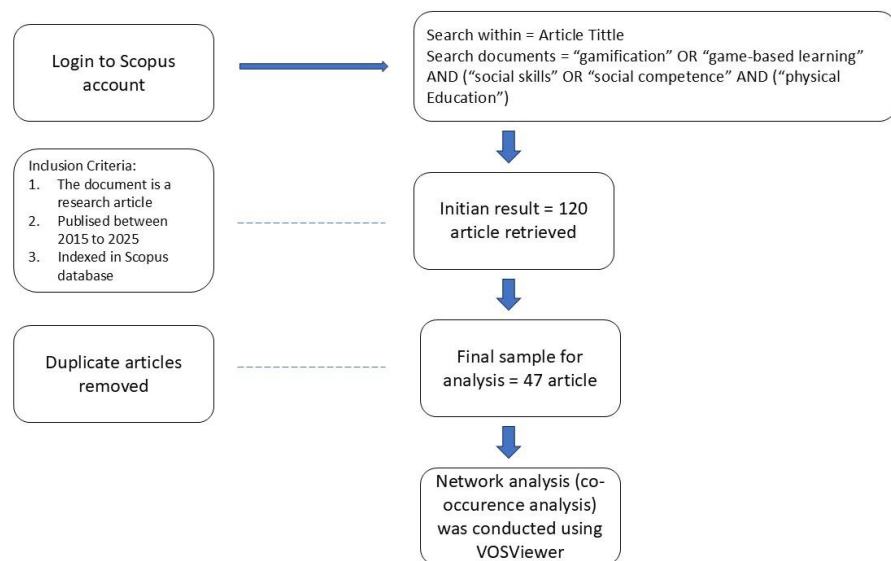 Login to Scopus
account
Search within = Article Tittle
Search documents = “gamification” OR “game-based learning”
AND (“social skills” OR “social competence” AND (“physical
Education”)
Inclusion Criteria:
1. The document is a
research article
2. Publised between
2015 to 2025
3. Indexed in Scopus
database
Initian result = 120
article retrieved
Duplicate articles
removed
Final sample for
analysis = 47 article
Network analysis (co-
occurence analysis)
was conducted using
VOSViewer